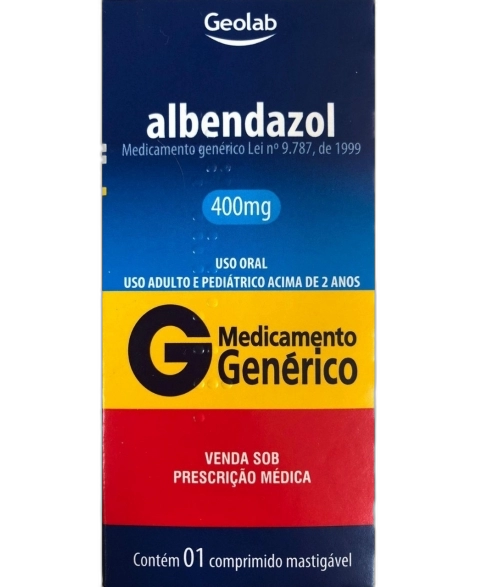 Geolab
albendazol
Medicamento genérico Lei nº 9.787, de 1999
400mg
USO ORAL
USO ADULTO E PEDIÁTRICO ACIMA DE 2 ANOS
G Medicamento
Genérico
VENDA SOB
PRESCRIÇÃO MÉDICA
Contém 01 comprimido mastigável